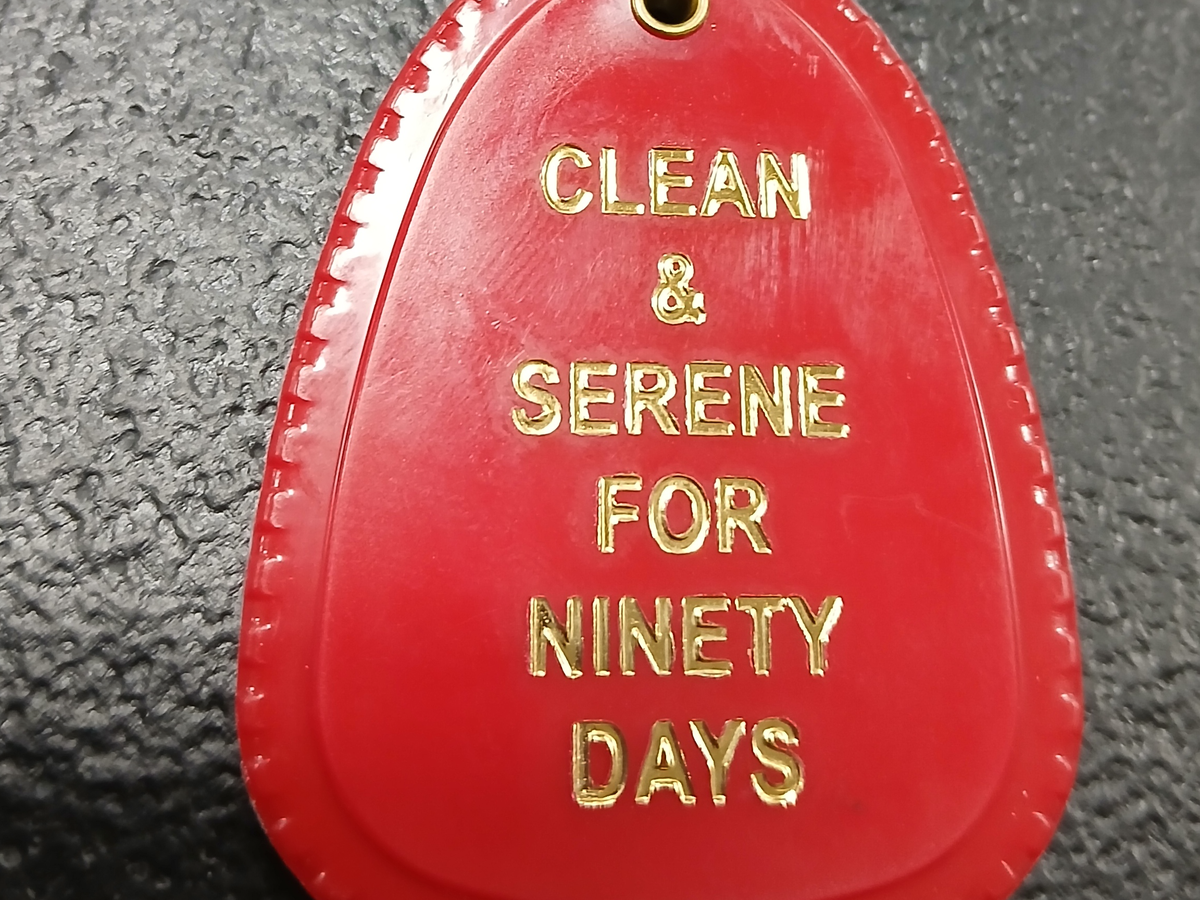 CLEAN
&
SERENE
FOR
NINETY
DAYS